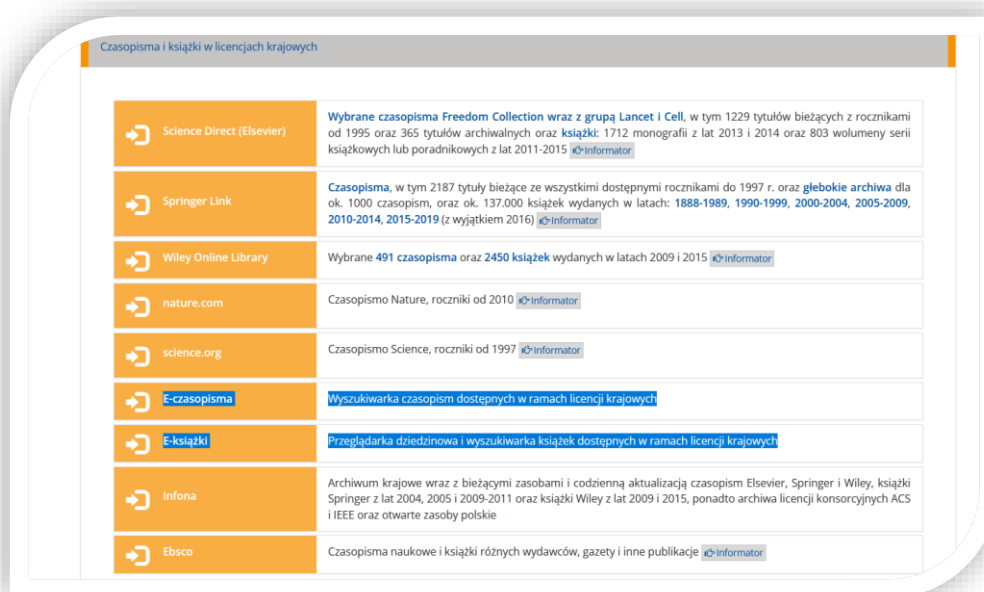 Czasopisma i książki w licencjach krajowych
Science Direct (Elsevier)
Wybrane czasopisma Freedom Collection wraz z grupą Lancet i Cell, w tym 1229 tytułów bieżących z rocznikami
od 1995 oraz 365 tytułów archiwalnych oraz książki: 1712 monografii z lat 2013 i 2014 oraz 803 wolumeny serii
książkowych lub poradnikowych z lat 2011-2015 Informator
Springer Link
Czasopisma, w tym 2187 tytuły bieżące ze wszystkimi dostępnymi rocznikami do 1997 r. oraz głebokie archiwa dla
ok. 1000 czasopism, oraz ok. 137.000 książek wydanych w latach: 1888-1989, 1990-1999, 2000-2004, 2005-2009,
2010-2014, 2015-2019 (z wyjątkiem 2016) Informator
Wiley Online Library
Wybrane 491 czasopisma oraz 2450 książek wydanych w latach 2009 i 2015 Informator
nature.com
Czasopismo Nature, roczniki od 2010 Informator
science.org
Czasopismo Science, roczniki od 1997 Informator
E-czasopisma
Wyszukiwarka czasopism dostępnych w ramach licencji krajowych
E-książki
Przeglądarka dziedzinowa i wyszukiwarka książek dostępnych w ramach licencji krajowych
Infona
Archiwum krajowe wraz z bieżącymi zasobami i codzienną aktualizacją czasopism Elsevier, Springer i Wiley, książki
Springer z lat 2004, 2005 i 2009-2011 oraz książki Wiley z lat 2009 i 2015, ponadto archiwa licencji konsorcyjnych ACS
i IEEE oraz otwarte zasoby polskie
Ebsco
Czasopisma naukowe i książki różnych wydawców, gazety i inne publikacje Informator